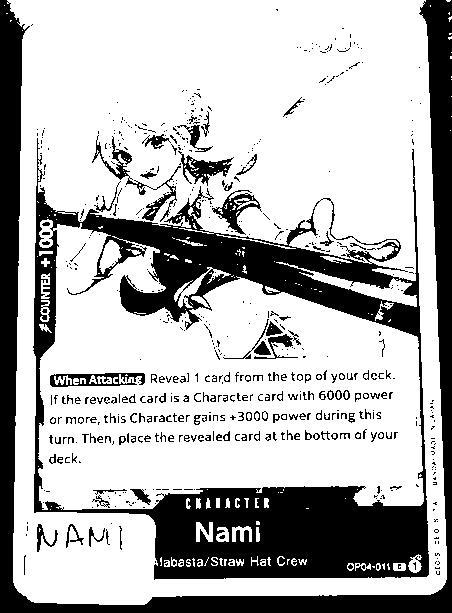 COUNTER +1000
When Attacking Reveal 1 card from the top of your deck.
If the revealed card is a Character card with 6000 power
or more, this Character gains +3000 power during this
turn. Then, place the revealed card at the bottom of your
deck.
CHARACTER
Nami
Alabasta/Straw Hat Crew
OP04-011 C 1
NAMI